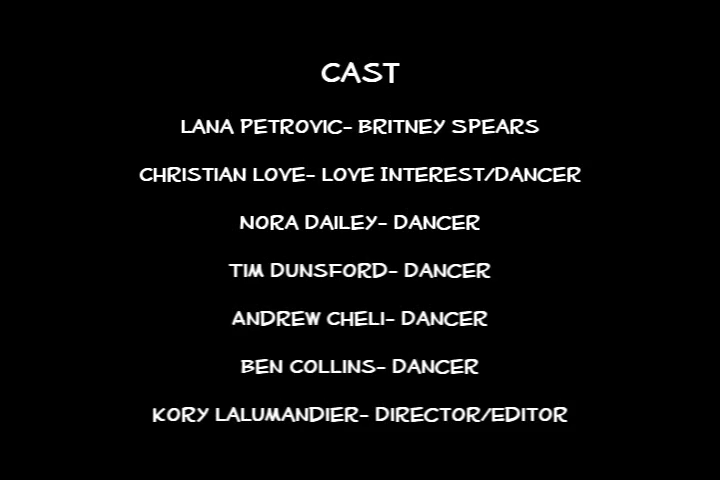 CAST
LANA PETROVIC- BRITNEY SPEARS
CHRISTIAN LOVE- LOVE INTEREST/DANCER
NORA DAILEY- DANCER
TIM DUNSFORD- DANCER
ANDREW CHELI- DANCER
BEN COLLINS- DANCER
KORY LALUMANDIER- DIRECTOR/EDITOR